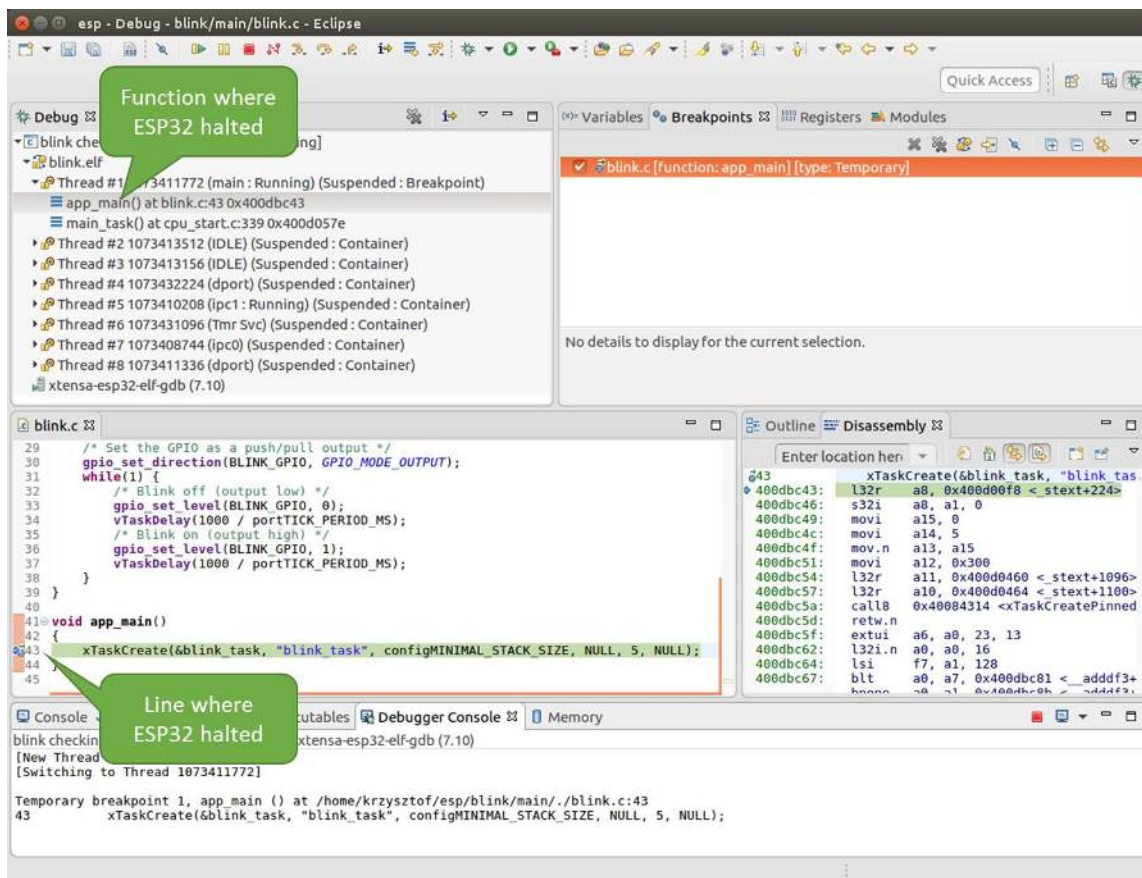 esp - Debug - blink/main/blink.c - Eclipse
Quick Access
Function where
ESP32 halted
Debug
blink che
ing]
blink.elf
Thread #1 1073411772 (main : Running) (Suspended : Breakpoint)
app_main() at blink.c:43 0x400dbc43
main_task() at cpu_start.c:339 0x400d057e
Thread #2 1073413512 (IDLE) (Suspended : Container)
Thread #3 1073413156 (IDLE) (Suspended : Container)
Thread #4 1073432224 (dport) (Suspended : Container)
Thread #5 1073410208 (ipc1 : Running) (Suspended : Container)
Thread #6 1073431096 (Tmr Svc) (Suspended : Container)
Thread #7 1073408744 (ipc0) (Suspended : Container)
Thread #8 1073411336 (dport) (Suspended : Container)
xtensa-esp32-elf-gdb (7.10)
(x)= Variables Breakpoints Registers Modules
blink.c [function: app_main] [type: Temporary]
No details to display for the current selection.
blink.c
29 /* Set the GPIO as a push/pull output */
30 gpio_set_direction(BLINK_GPIO, GPIO_MODE_OUTPUT);
31 while(1) {
32 /* Blink off (output low) */
33 gpio_set_level(BLINK_GPIO, 0);
34 vTaskDelay(1000 / portTICK_PERIOD_MS);
35 /* Blink on (output high) */
36 gpio_set_level(BLINK_GPIO, 1);
37 vTaskDelay(1000 / portTICK_PERIOD_MS);
38 }
39 }
40
41 void app_main()
42 {
43 xTaskCreate(&blink_task, "blink_task", configMINIMAL_STACK_SIZE, NULL, 5, NULL);
44 }
45
Line where
ESP32 halted
Outline Disassembly
Enter location her
43 xTaskCreate(&blink_task, "blink_tas
400dbc43: l32r a8, 0x400d00f8 <_stext+224>
400dbc46: s32i a8, a1, 0
400dbc49: movi a15, 0
400dbc4c: movi a14, 5
400dbc4f: mov.n a13, a15
400dbc51: movi a12, 0x300
400dbc54: l32r a11, 0x400d0460 <_stext+1096>
400dbc57: l32r a10, 0x400d0464 <_stext+1100>
400dbc5a: call8 0x40084314 <xTaskCreatePinned
400dbc5d: retw.n
400dbc5f: extui a6, a0, 23, 13
400dbc62: l32i.n a0, a0, 16
400dbc64: lsi f7, a1, 128
400dbc67: blt a0, a7, 0x400dbc81 <__adddf3+
Console
cutables Debugger Console Memory
blink checkin
xtensa-esp32-elf-gdb (7.10)
[New Thread
[Switching to Thread 1073411772]
Temporary breakpoint 1, app_main () at /home/krzysztof/esp/blink/main/./blink.c:43
43 xTaskCreate(&blink_task, "blink_task", configMINIMAL_STACK_SIZE, NULL, 5, NULL);